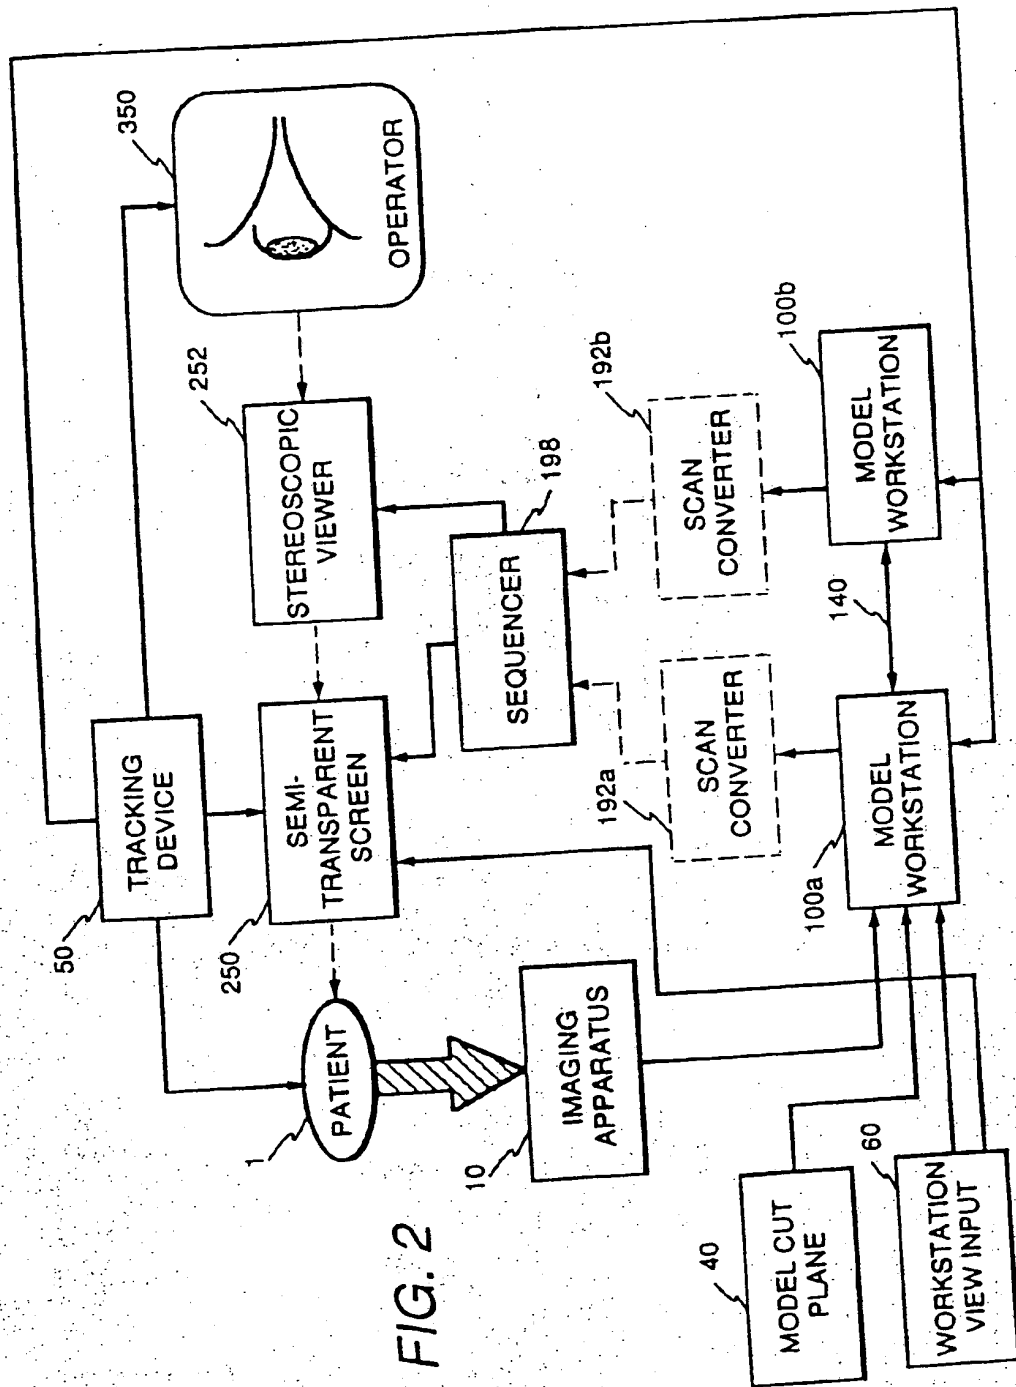 50
TRACKING
DEVICE
350
OPERATOR
252
STEREOSCOPIC
VIEWER
250
SEMI-
TRANSPARENT
SCREEN
1
PATIENT
198
SEQUENCER
10
IMAGING
APPARATUS
192a
SCAN
CONVERTER
192b
SCAN
CONVERTER
40
MODEL CUT
PLANE
60
WORKSTATION
VIEW INPUT
100a
MODEL
WORKSTATION
140
100b
MODEL
WORKSTATION
FIG. 2